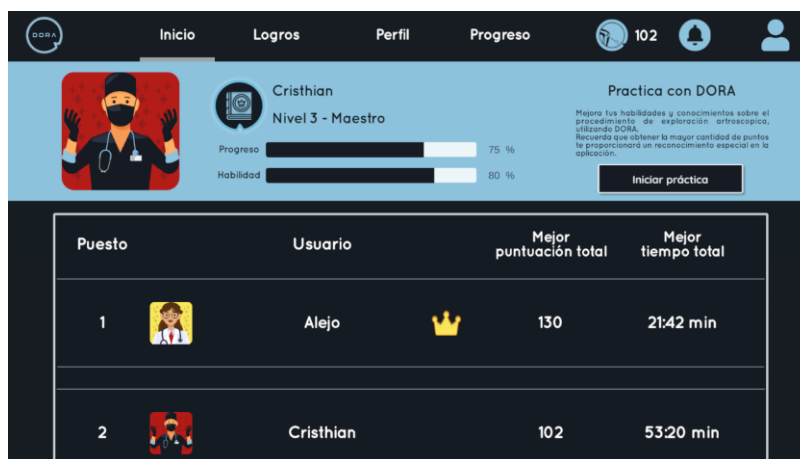 DORA
Inicio Logros Perfil Progreso 102
Cristhian
Nivel 3 - Maestro
Progreso 75 %
Habilidad 80 %
Practica con DORA
Mejora tus habilidades y conocimientos sobre el
procedimiento de exploración artroscopica,
utilizando DORA.
Recuerda que obtener la mayor cantidad de puntos
te proporcionará un reconocimiento especial en la
aplicación.
Iniciar práctica
Puesto Usuario Mejor puntuación total Mejor tiempo total
1 Alejo 130 21:42 min
2 Cristhian 102 53:20 min